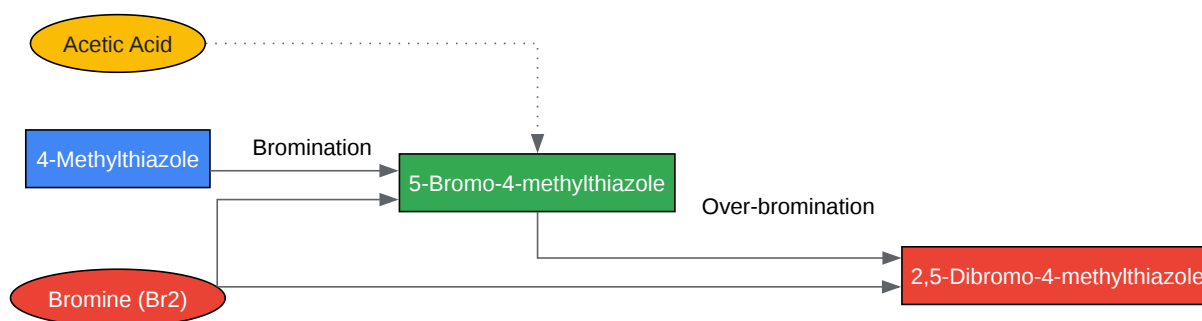 Acetic Acid
Bromination
4-Methylthiazole
5-Bromo-4-methylthiazole
Over-bromination
2,5-Dibromo-4-methylthiazole
Bromine (Br2)